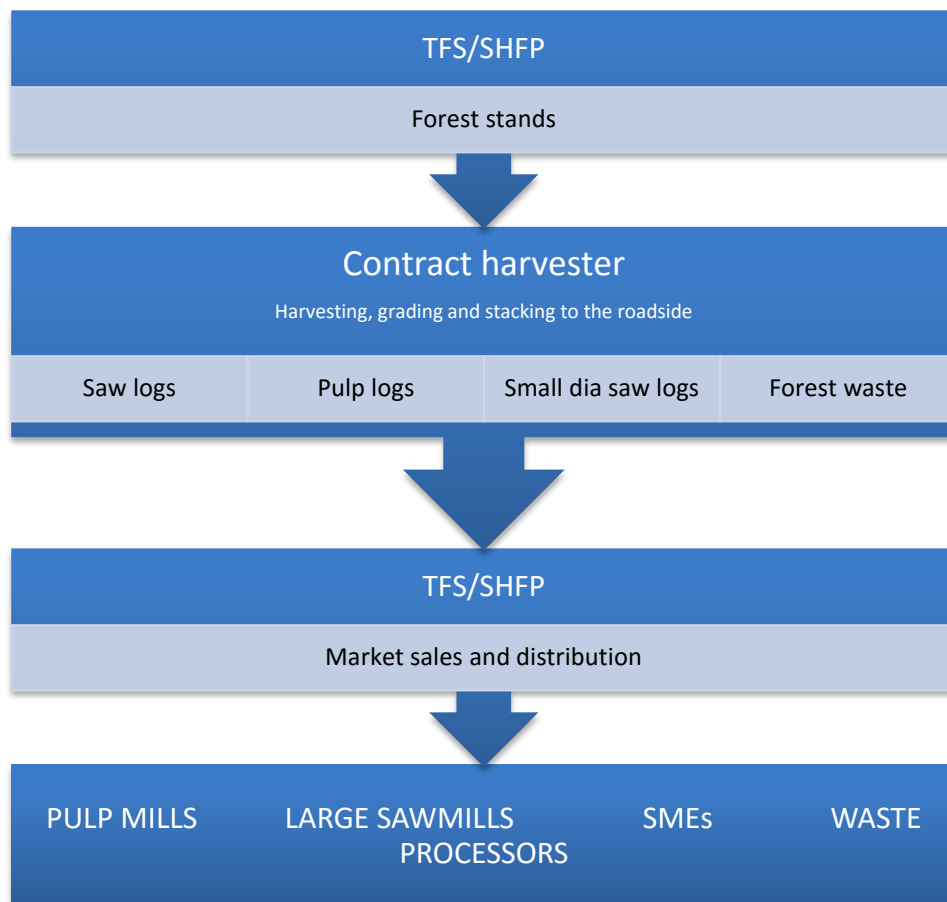 TFS/SHFP
Forest stands
Contract harvester
Harvesting, grading and stacking to the roadside
Saw logs Pulp logs Small dia saw logs Forest waste
TFS/SHFP
Market sales and distribution
PULP MILLS LARGE SAWMILLS SMEs WASTE
PROCESSORS